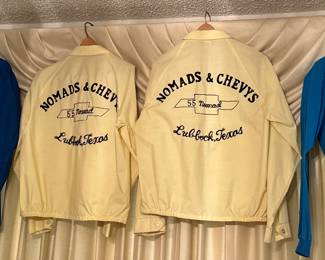 NOMADS & CHEVYS
55 Nomad
Lubbock, Texas
NOMADS & CHEVYS
55 Nomad
Lubbock, Texas